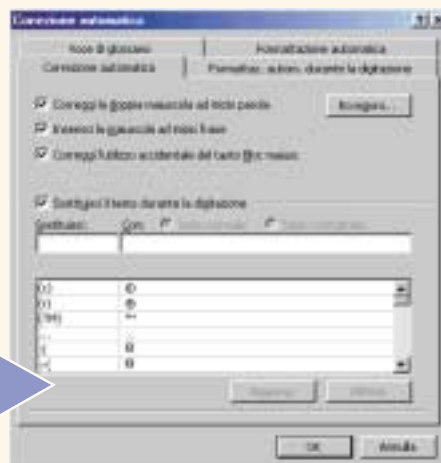 Correzione automatica
Voci di glossario Formattazione automatica
Correzione automatica Formattaz. autom. durante la digitazione
Correggi le doppie maiuscole ad inizio parola
Inserisci la maiuscola ad inizio frase
Correggi l'utilizzo accidentale del tasto Bloc maiusc
Sostituisci il testo durante la digitazione
Sostituisci: Con:
(c) ©
(r) ®
(tm) ™
...
:(
OK Annulla